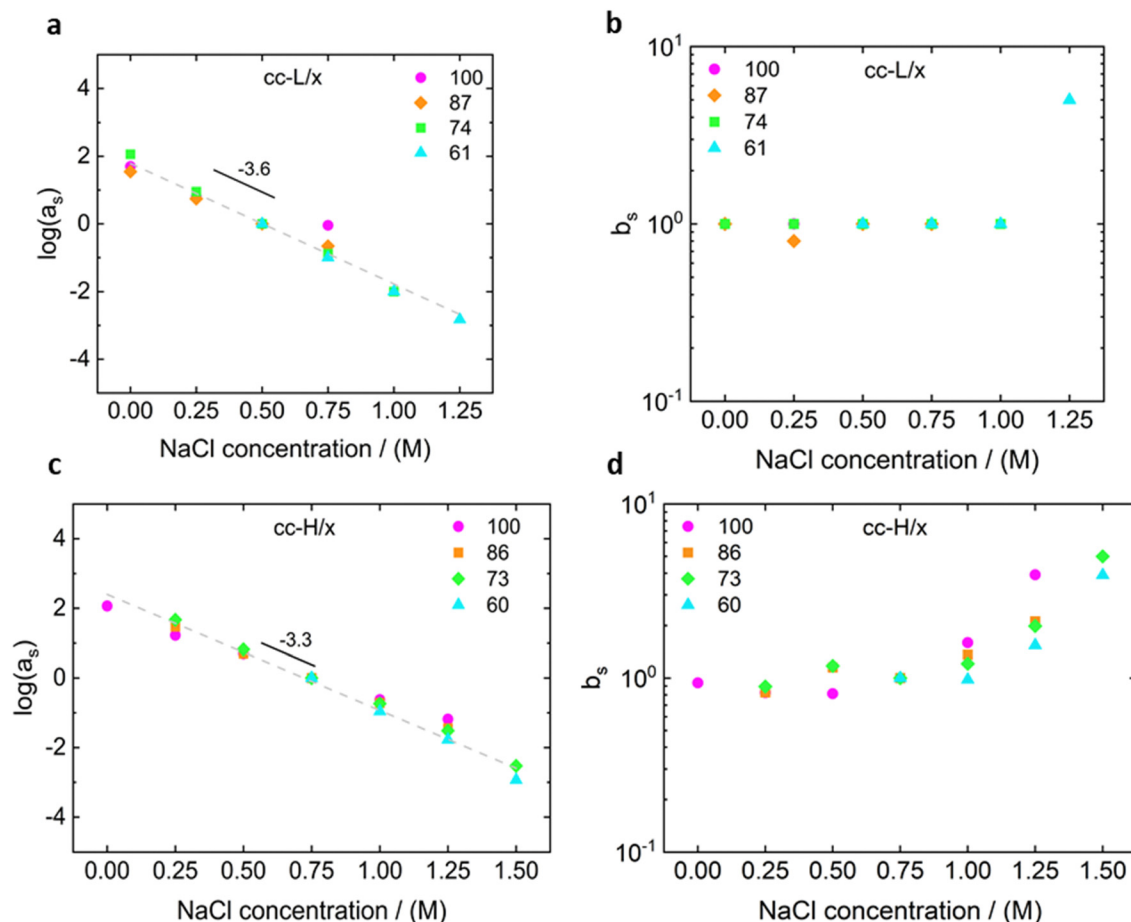 a
cc-L/x
100
87
74
61
-3.6
log(a_s)
4
2
0
-2
-4
0.00 0.25 0.50 0.75 1.00 1.25
NaCl concentration / (M)
b
cc-L/x
100
87
74
61
b_s
10^1
10^0
10^-1
0.00 0.25 0.50 0.75 1.00 1.25
NaCl concentration / (M)
c
cc-H/x
100
86
73
60
-3.3
log(a_s)
4
2
0
-2
-4
0.00 0.25 0.50 0.75 1.00 1.25 1.50
NaCl concentration / (M)
d
cc-H/x
100
86
73
60
b_s
10^1
10^0
10^-1
0.00 0.25 0.50 0.75 1.00 1.25 1.50
NaCl concentration / (M)